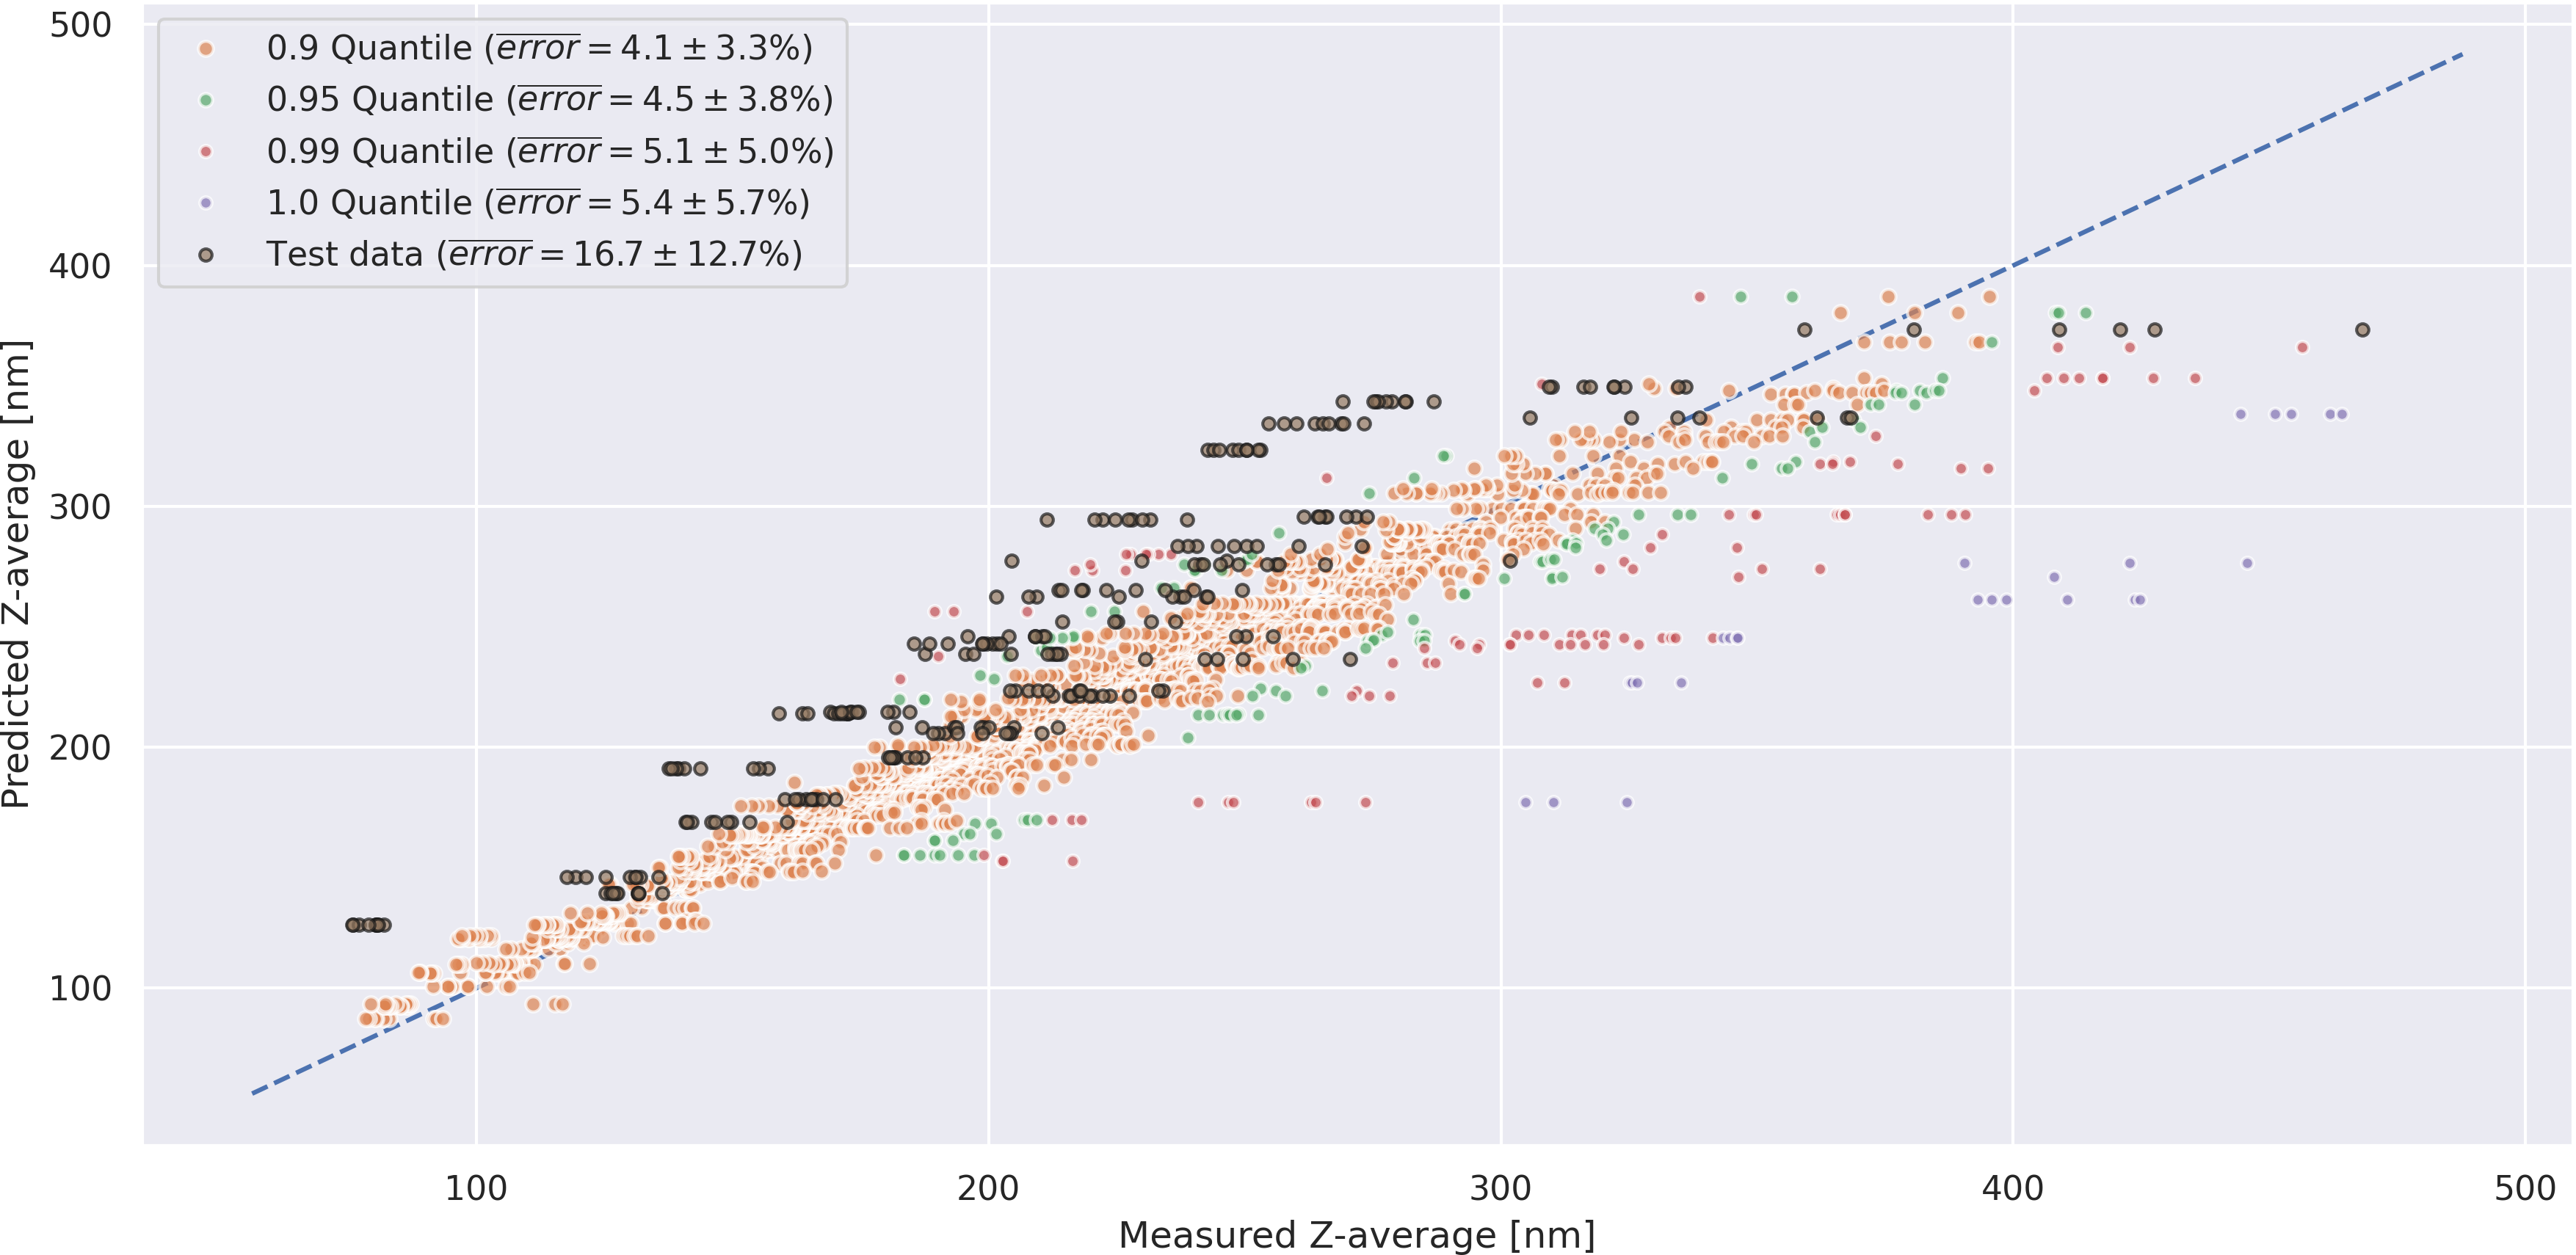 500
400
300
200
100
Predicted Z-average [nm]
0.9 Quantile (error = 4.1 ± 3.3%)
0.95 Quantile (error = 4.5 ± 3.8%)
0.99 Quantile (error = 5.1 ± 5.0%)
1.0 Quantile (error = 5.4 ± 5.7%)
Test data (error = 16.7 ± 12.7%)
100 200 300 400 500
Measured Z-average [nm]